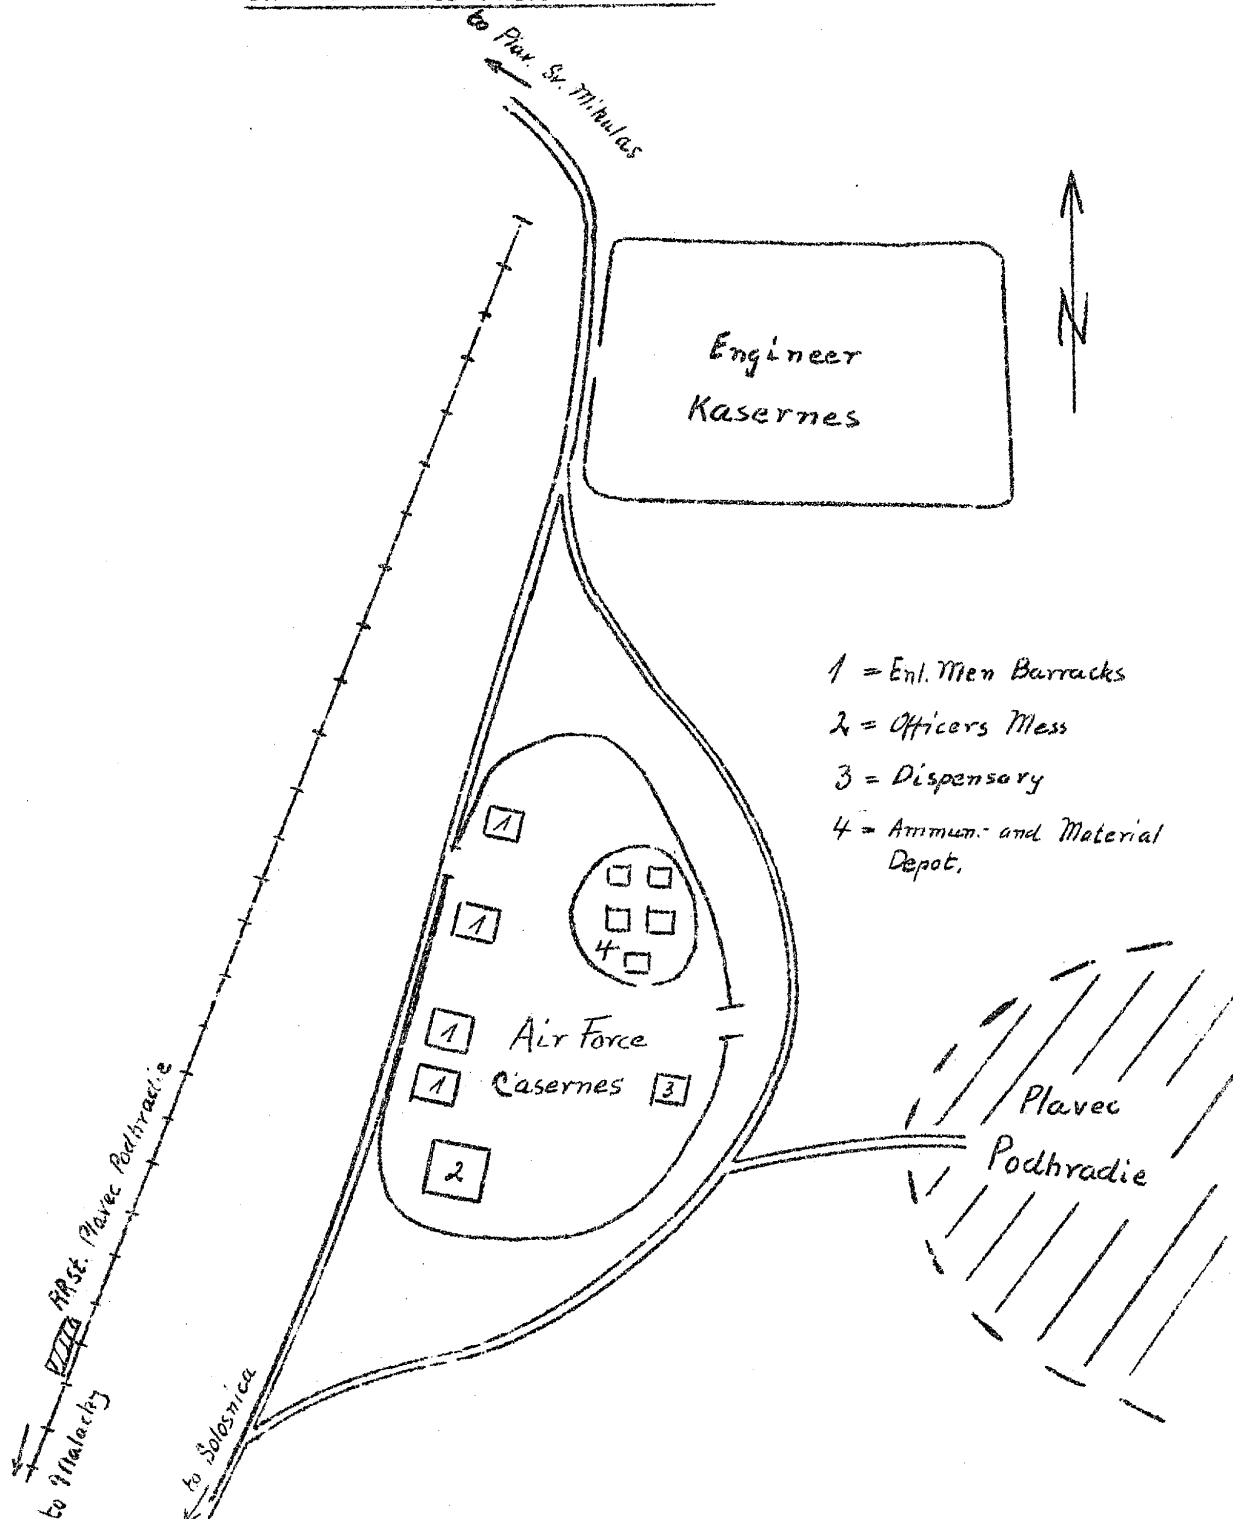 to Plav. Sv. Mikulas
N
Engineer
Kasernes
1 = Enl. Men Barracks
2 = Officers Mess
3 = Dispensary
4 = Ammun.- and Material
Depot.
1
1
4
1
Air Force
1
Casernes
3
2
Plavec
Podhradie
RRSt. Plavec Podhradie
to Malacky
to Solosnica